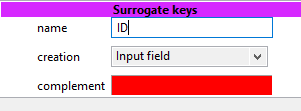 Surrogate keys
name ID
creation Input field
complement